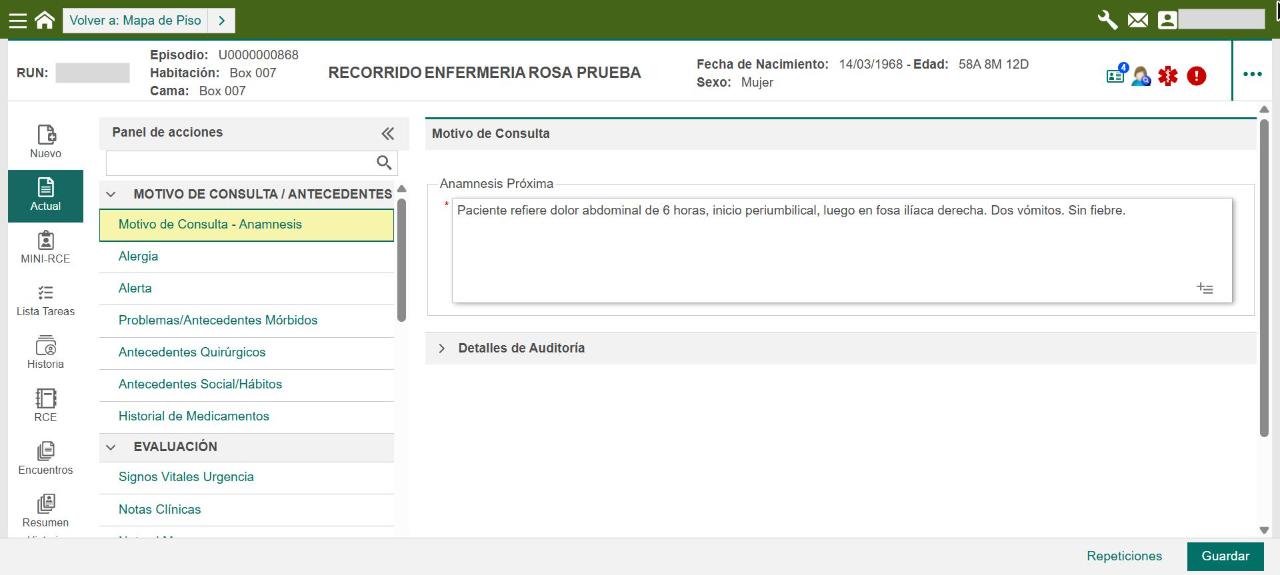 Volver a: Mapa de Piso
RUN:
Episodio: U0000000868
Habitación: Box 007
Cama: Box 007
RECORRIDO ENFERMERIA ROSA PRUEBA
Fecha de Nacimiento: 14/03/1968 - Edad: 58A 8M 12D
Sexo: Mujer
4
Nuevo
Actual
MINI-RCE
Lista Tareas
Historia
RCE
Encuentros
Resumen
Panel de acciones
MOTIVO DE CONSULTA / ANTECEDENTES
Motivo de Consulta - Anamnesis
Alergia
Alerta
Problemas/Antecedentes Mórbidos
Antecedentes Quirúrgicos
Antecedentes Social/Hábitos
Historial de Medicamentos
EVALUACIÓN
Signos Vitales Urgencia
Notas Clínicas
Motivo de Consulta
Anamnesis Próxima
* Paciente refiere dolor abdominal de 6 horas, inicio periumbilical, luego en fosa ilíaca derecha. Dos vómitos. Sin fiebre.
Detalles de Auditoría
Repeticiones
Guardar